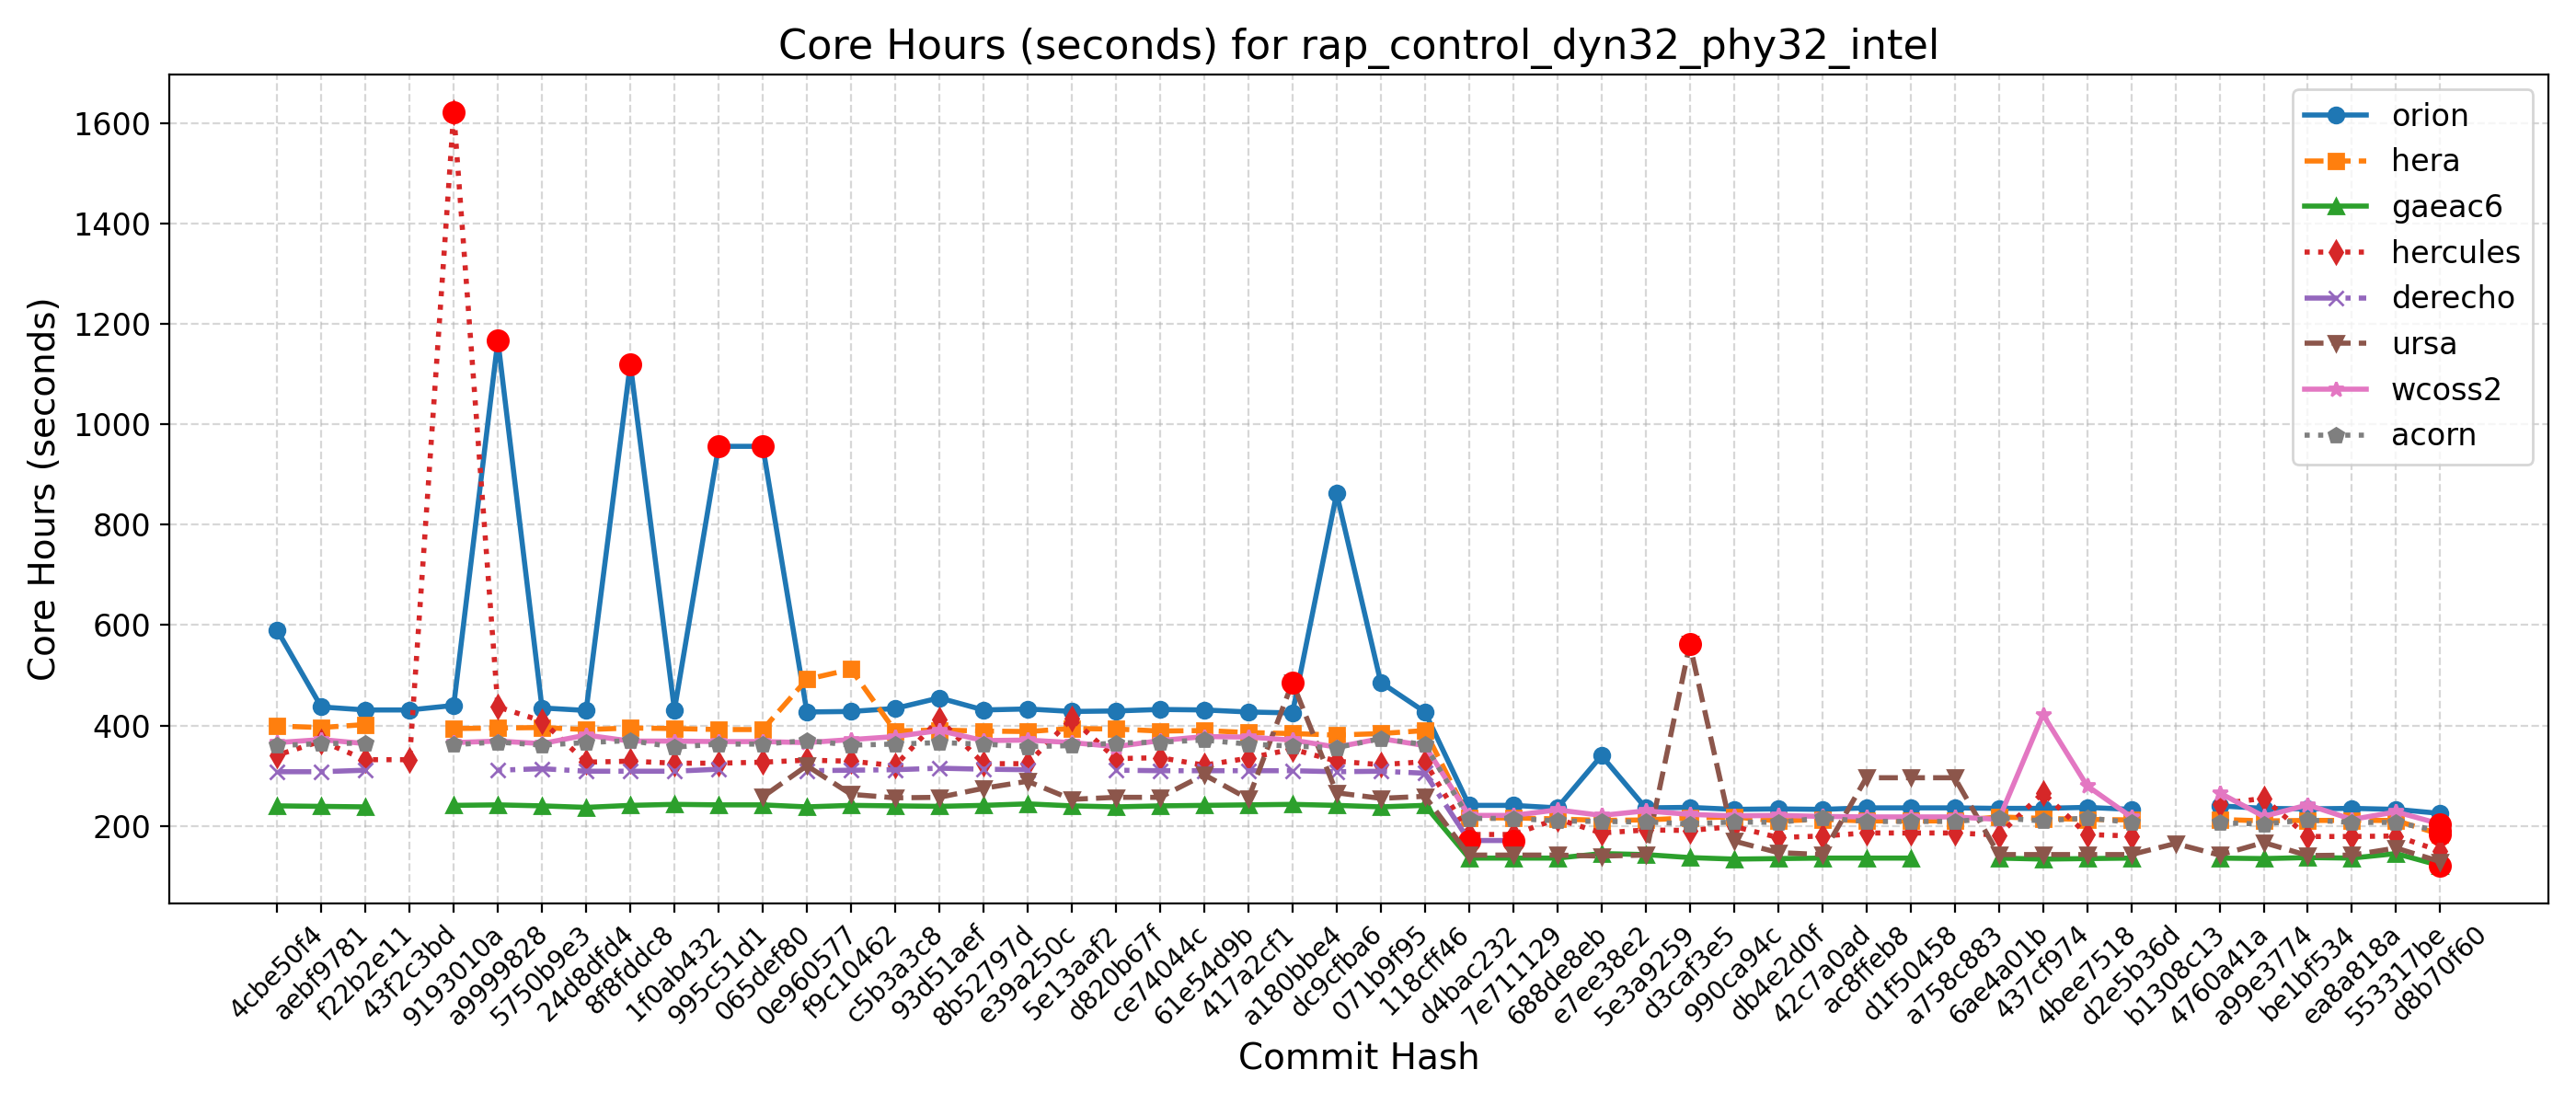 Core Hours (seconds) for rap_control_dyn32_phy32_intel
Core Hours (seconds)
1600
1400
1200
1000
800
600
400
200
orion
hera
gaeac6
hercules
derecho
ursa
wcoss2
acorn
4cbe50f4
aebf9781
f22b2e11
43f2c3bd
9193010a
a9999828
5750b9e3
24d8dfd4
8f8fddc8
1f0ab432
995c51d1
065def80
0e960577
f9c10462
c5b3a3c8
93d51aef
8b52797d
e39a250c
5e13aaf2
d820b67f
ce74044c
61e54d9b
417a2cf1
a180bbe4
dc9cfba6
071b9f95
118cff46
d4bac232
7e711129
688de8eb
e7ee38e2
5e3a9259
d3caf3e5
990ca94c
db4e2d0f
42c7a0ad
ac8ffeb8
d1f50458
a758c883
6ae4a01b
437cf974
4bee7518
d2e5b36d
b1308c13
4760a41a
a99e3774
be1bf534
ea8a818a
553317be
d8b70f60
Commit Hash